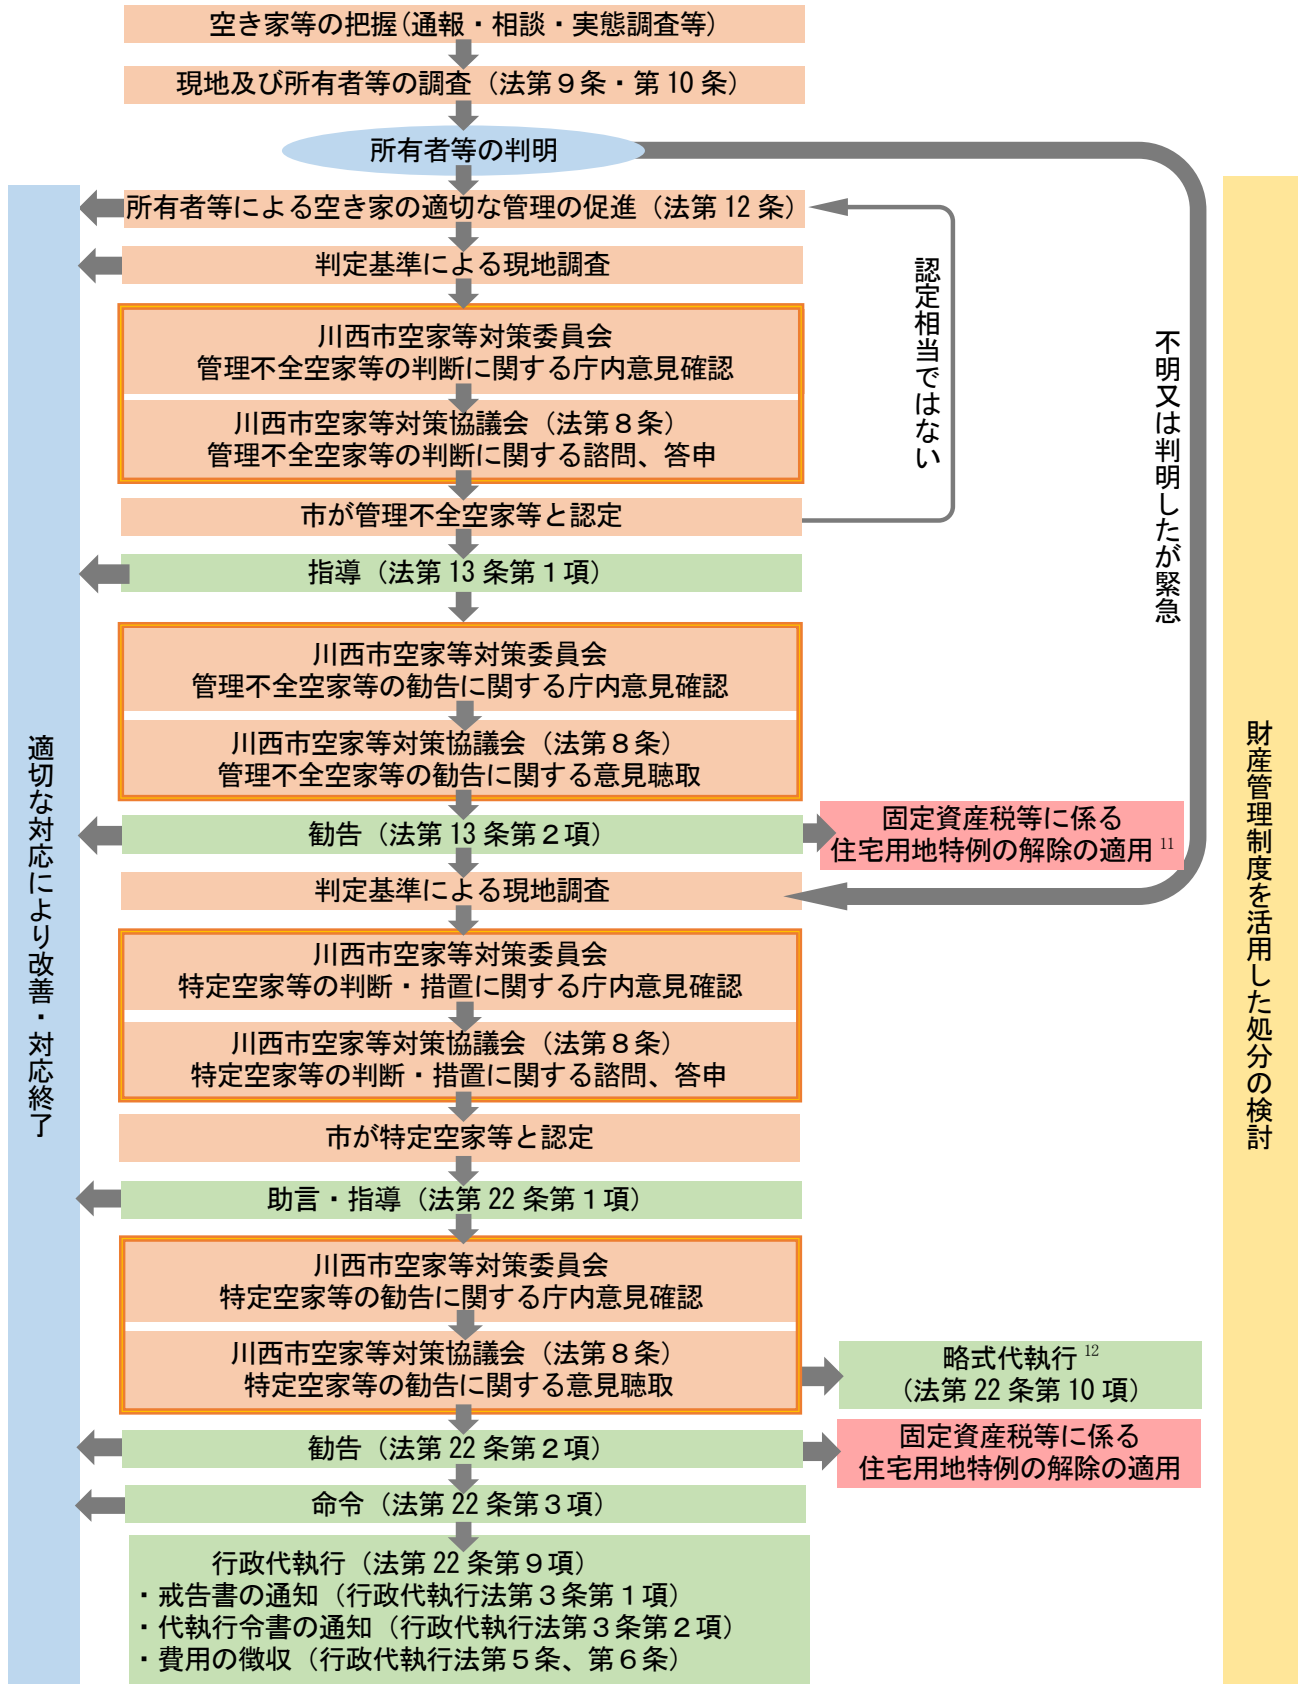 空き家等の把握(通報・相談・実態調査等)
現地及び所有者等の調査（法第９条・第10条）
所有者等の判明
所有者等による空き家の適切な管理の促進（法第12条）
判定基準による現地調査
川西市空家等対策委員会
管理不全空家等の判断に関する庁内意見確認
川西市空家等対策協議会（法第８条）
管理不全空家等の判断に関する諮問、答申
市が管理不全空家等と認定
認定相当ではない
不明又は判明したが緊急
指導（法第13条第１項）
川西市空家等対策委員会
管理不全空家等の勧告に関する庁内意見確認
川西市空家等対策協議会（法第８条）
管理不全空家等の勧告に関する意見聴取
勧告（法第13条第２項）
固定資産税等に係る
住宅用地特例の解除の適用11
判定基準による現地調査
川西市空家等対策委員会
特定空家等の判断・措置に関する庁内意見確認
川西市空家等対策協議会（法第８条）
特定空家等の判断・措置に関する諮問、答申
市が特定空家等と認定
助言・指導（法第22条第１項）
川西市空家等対策委員会
特定空家等の勧告に関する庁内意見確認
川西市空家等対策協議会（法第８条）
特定空家等の勧告に関する意見聴取
略式代執行12
（法第22条第10項）
勧告（法第22条第２項）
固定資産税等に係る
住宅用地特例の解除の適用
命令（法第22条第３項）
行政代執行（法第22条第９項）
・戒告書の通知（行政代執行法第３条第１項）
・代執行令書の通知（行政代執行法第３条第２項）
・費用の徴収（行政代執行法第５条、第６条）
適切な対応により改善・対応終了
財産管理制度を活用した処分の検討